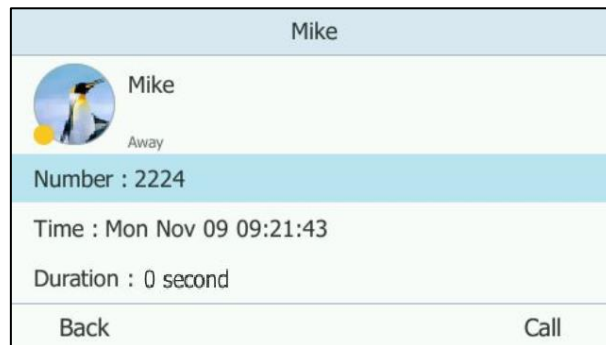 Mike
Mike
Away
Number : 2224
Time : Mon Nov 09 09:21:43
Duration : 0 second
Back Call